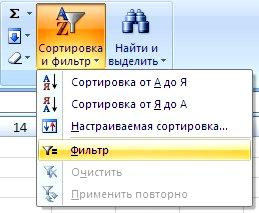 Сортировка и фильтр
Найти и выделить
Сортировка от А до Я
Сортировка от Я до А
Настраиваемая сортировка...
Фильтр
Очистить
Применить повторно
14